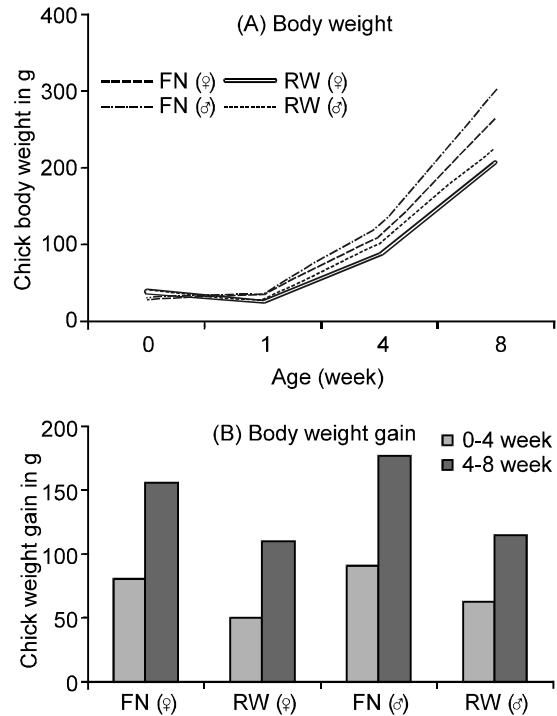 (A) Body weight
400
300
200
100
0
Chick body weight in g
FN (♀)
RW (♀)
FN (♂)
RW (♂)
0 1 4 8
Age (week)
(B) Body weight gain
0-4 week
4-8 week
200
150
100
50
0
Chick weight gain in g
FN (♀) RW (♀) FN (♂) RW (♂)